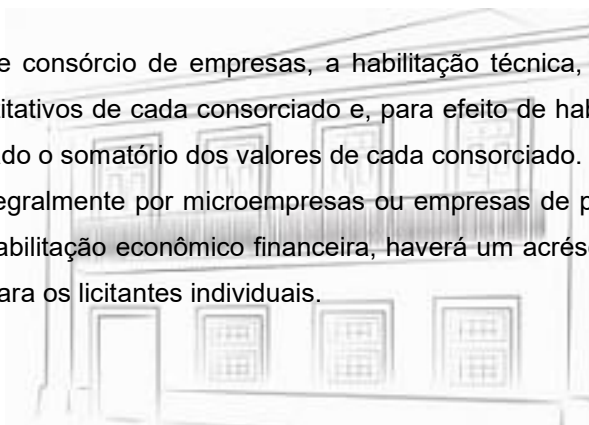 e consórcio de empresas, a habilitação técnica,
itativos de cada consorciado e, para efeito de hab
ado o somatório dos valores de cada consorciado.
egralmente por microempresas ou empresas de p
abilitação econômico financeira, haverá um acrés
ara os licitantes individuais.